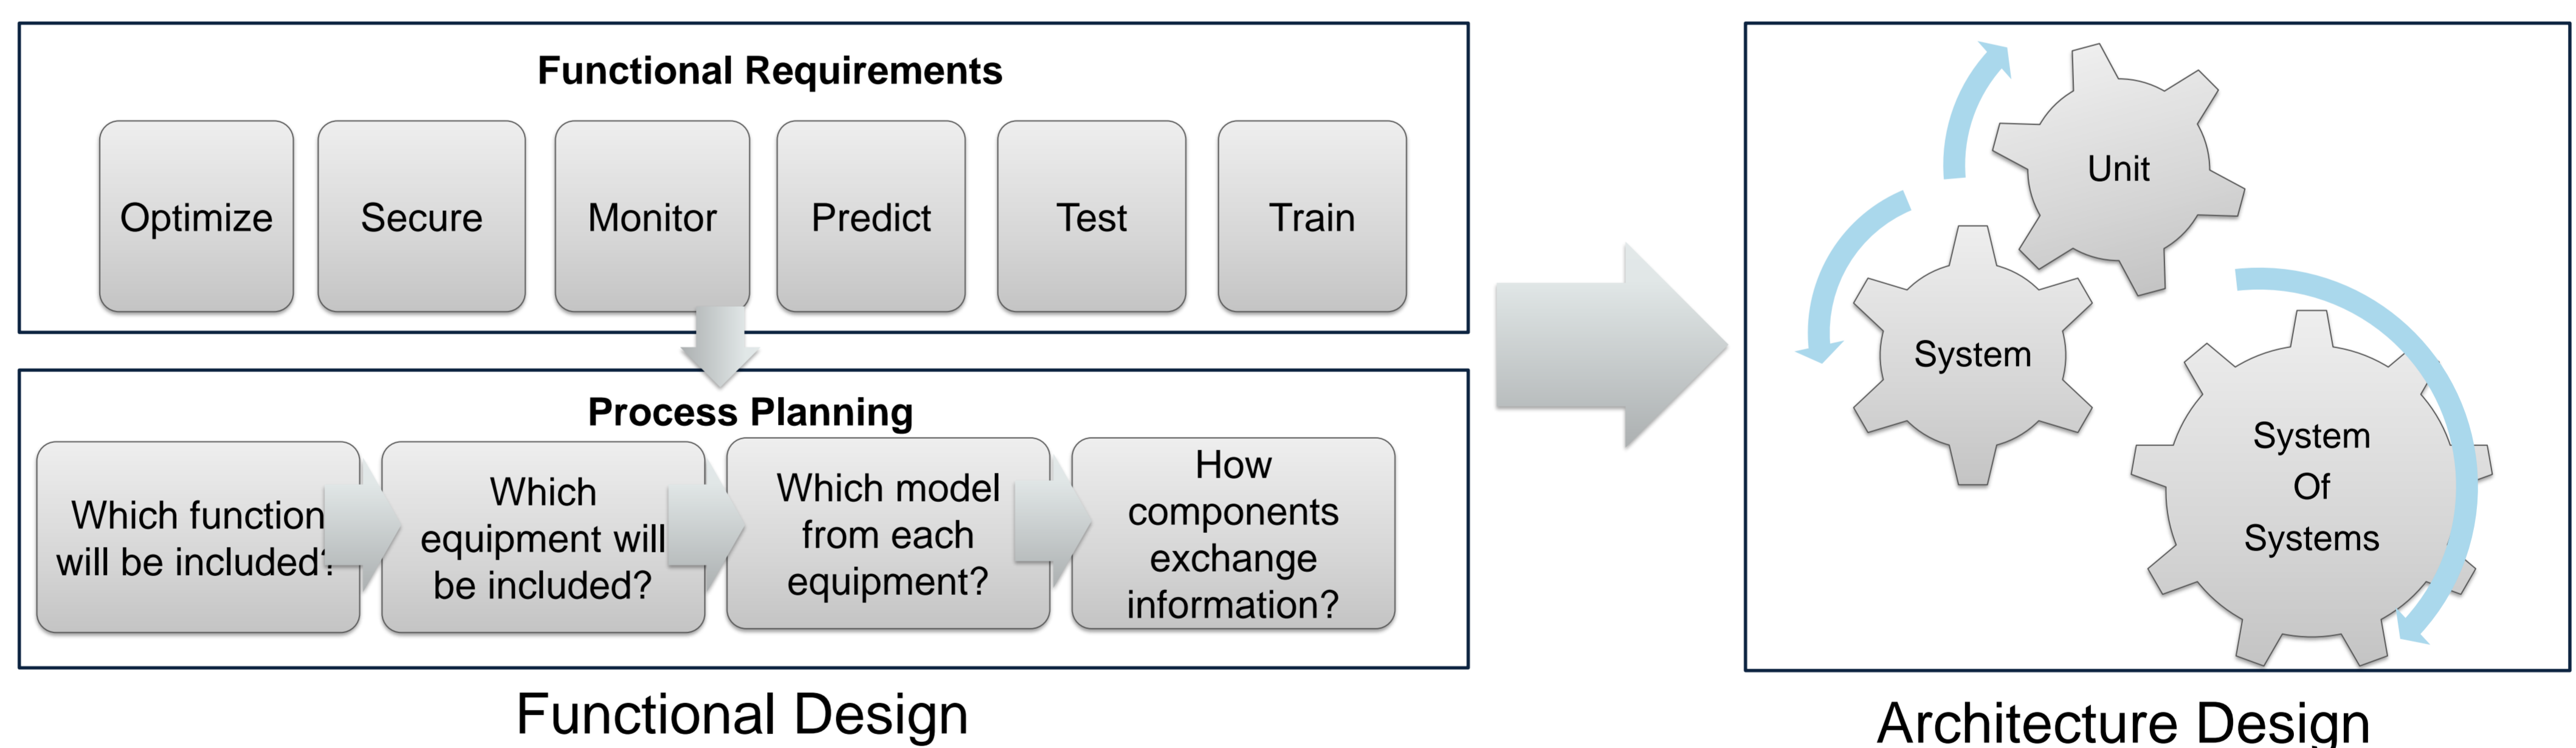 Functional Requirements
Optimize
Secure
Monitor
Predict
Test
Train
Process Planning
Which function
will be included?
Which
equipment will
be included?
Which model
from each
equipment?
How
components
exchange
information?
Functional Design
Unit
System
System
Of
Systems
Architecture Design